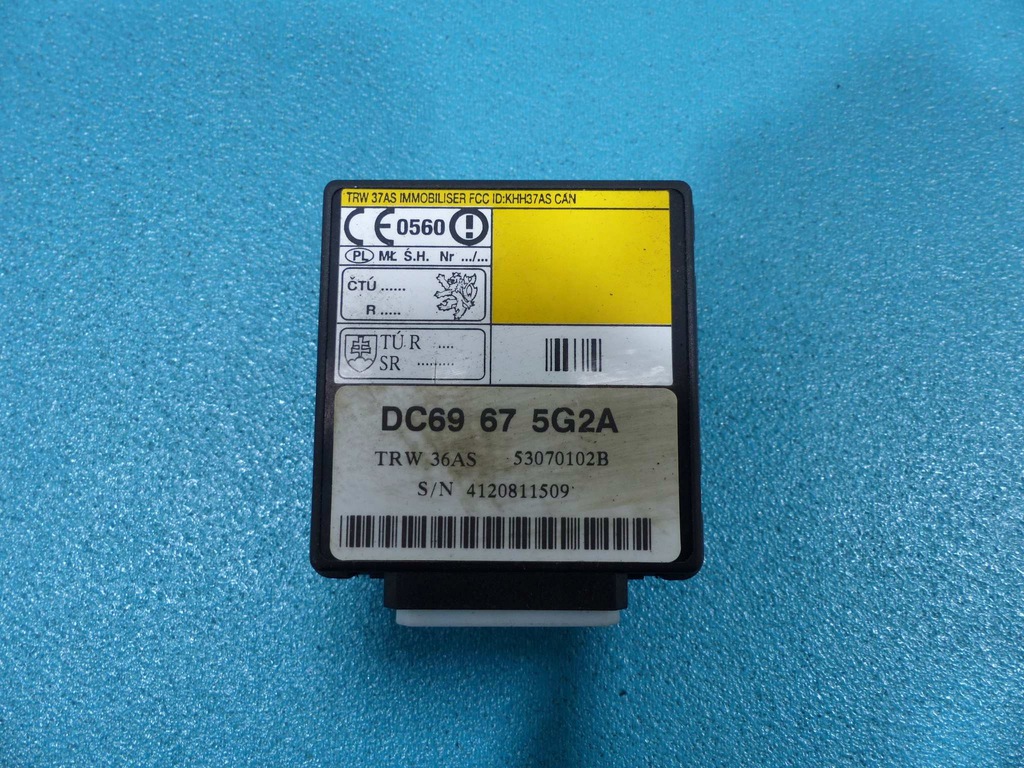 TRW 37AS IMMOBILISER FCC ID:KHH37AS CAN
CE 0560 !
PL MŁ Ś.H. Nr .../...
ČTÚ ......
R .....
TÚ R ....
SR .........
DC69 67 5G2A
TRW 36AS 53070102B
S/N 4120811509